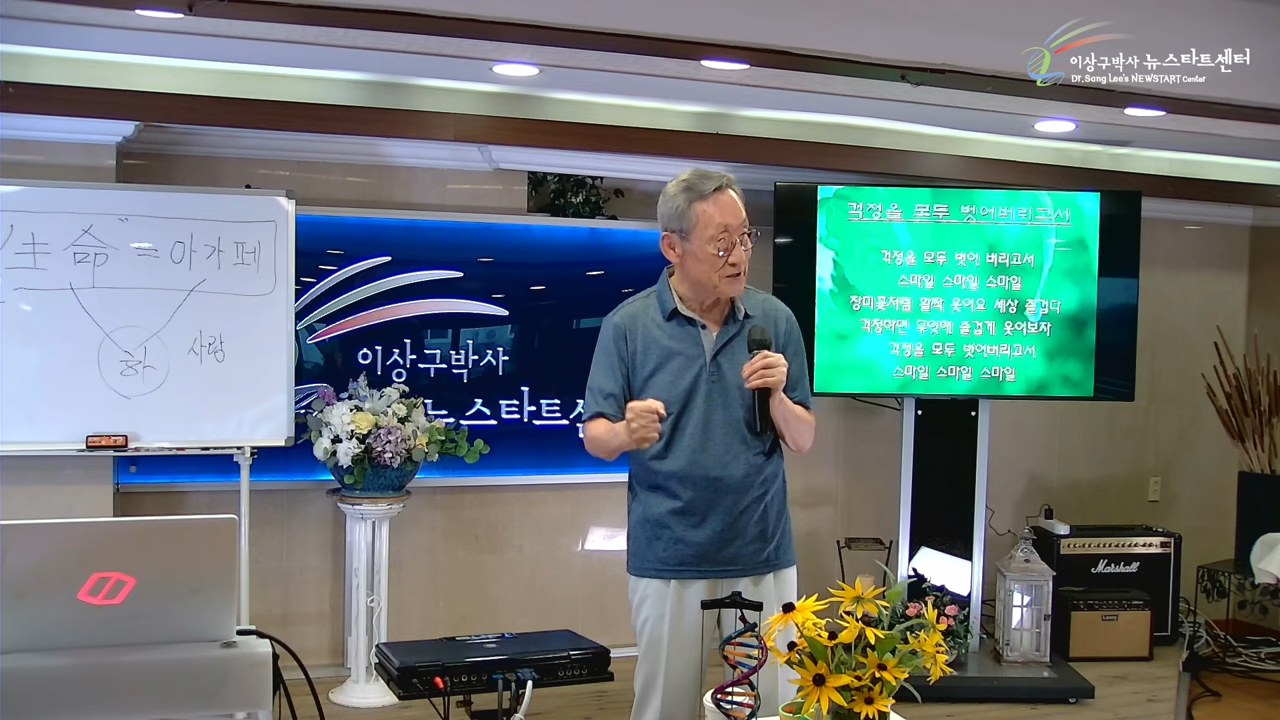 이상구박사 뉴스타트센터
Dr. Sang Lee's NEWSTART Center
生命" = 아가페
하
사람
이상구박사
뉴스타트센
걱정을 모두 벗어버리고서
걱정을 모두 벗어 버리고서
스마일 스마일 스마일
장미꽃처럼 활짝 웃어요 세상 즐겁다
걱정하면 무엇해 즐겁게 웃어보자
걱정을 모두 벗어버리고서
스마일 스마일 스마일
Marshall
Laney